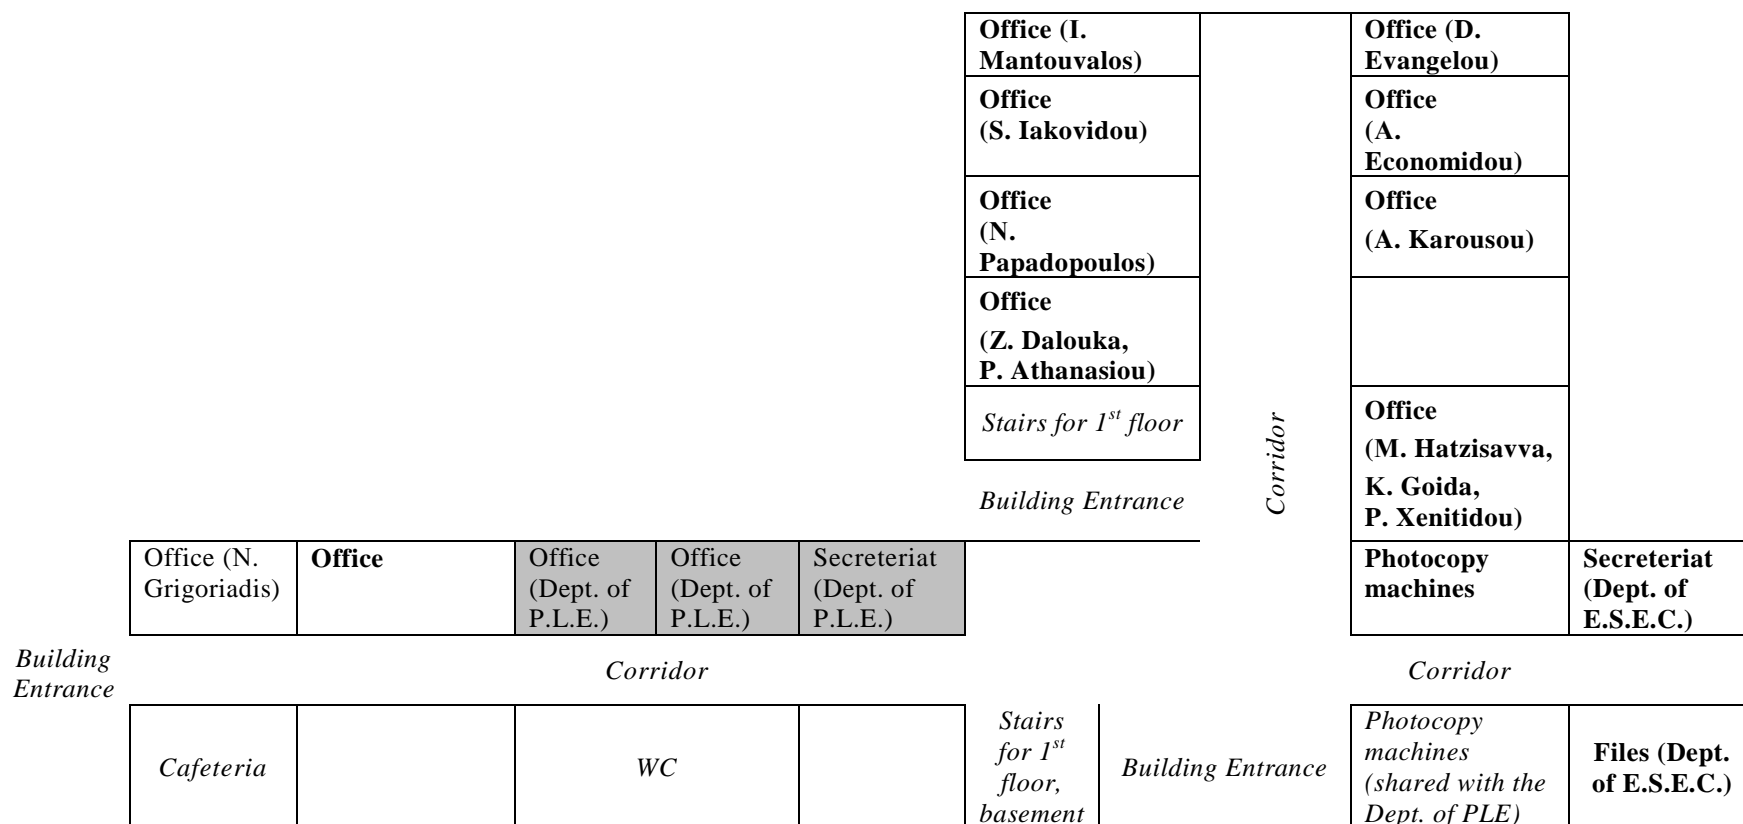 Office (I.
Mantouvalos)
Office (D.
Evangelou)
Office
(S. Iakovidou)
Office
(A.
Economidou)
Office
(N.
Papadopoulos)
Office
(A. Karousou)
Office
(Z. Dalouka,
P. Athanasiou)
Stairs for 1st floor
Corridor
Office
(M. Hatzisavva,
K. Goida,
P. Xenitidou)
Building Entrance
Office (N.
Grigoriadis)
Office
Office
(Dept. of
P.L.E.)
Office
(Dept. of
P.L.E.)
Secreteriat
(Dept. of
P.L.E.)
Photocopy
machines
Secreteriat
(Dept. of
E.S.E.C.)
Building
Entrance
Corridor
Corridor
Cafeteria
WC
Stairs
for 1st
floor,
basement
Building Entrance
Photocopy
machines
(shared with the
Dept. of PLE)
Files (Dept.
of E.S.E.C.)